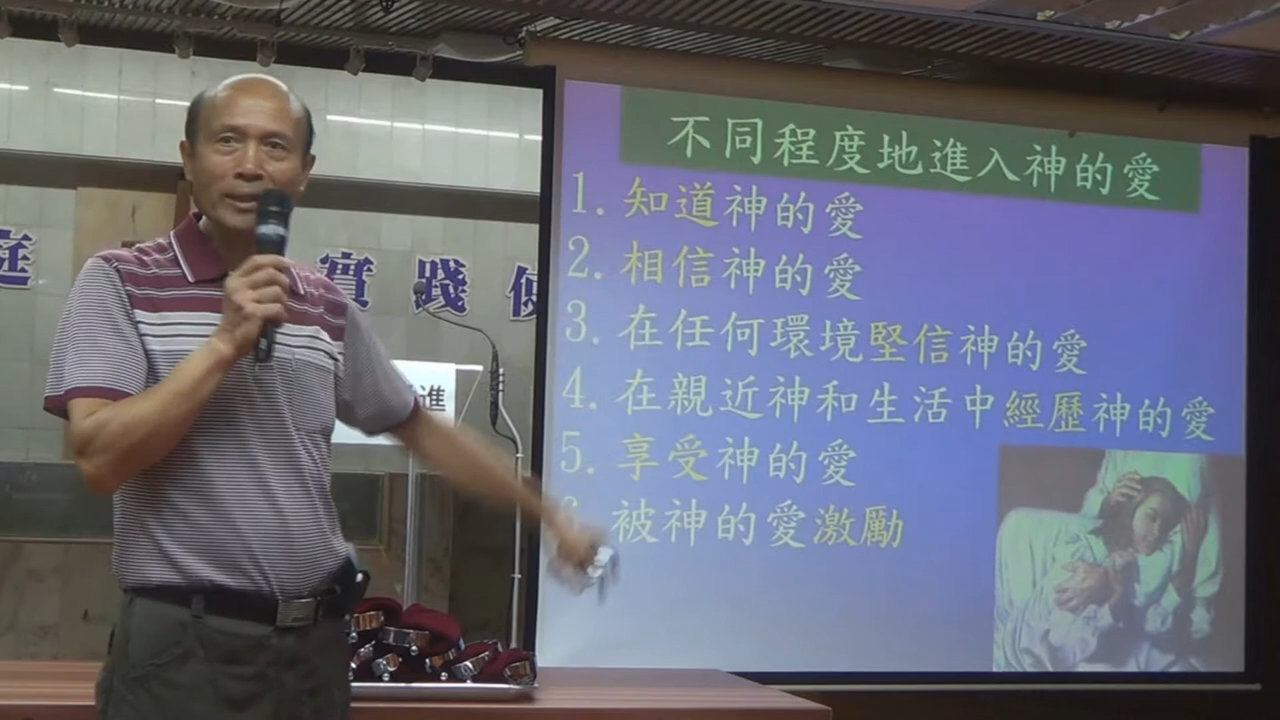 不同程度地進入神的愛
1. 知道神的愛
2. 相信神的愛
3. 在任何環境堅信神的愛
4. 在親近神和生活中經歷神的愛
5. 享受神的愛
被神的愛激勵
庭 實踐使
進